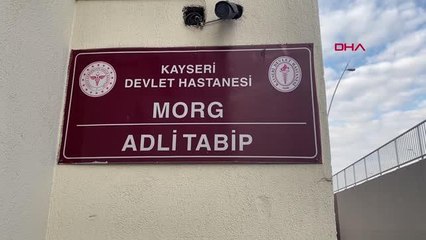 DHA
KAYSERİ
DEVLET HASTANESİ
MORG
ADLİ TABİP